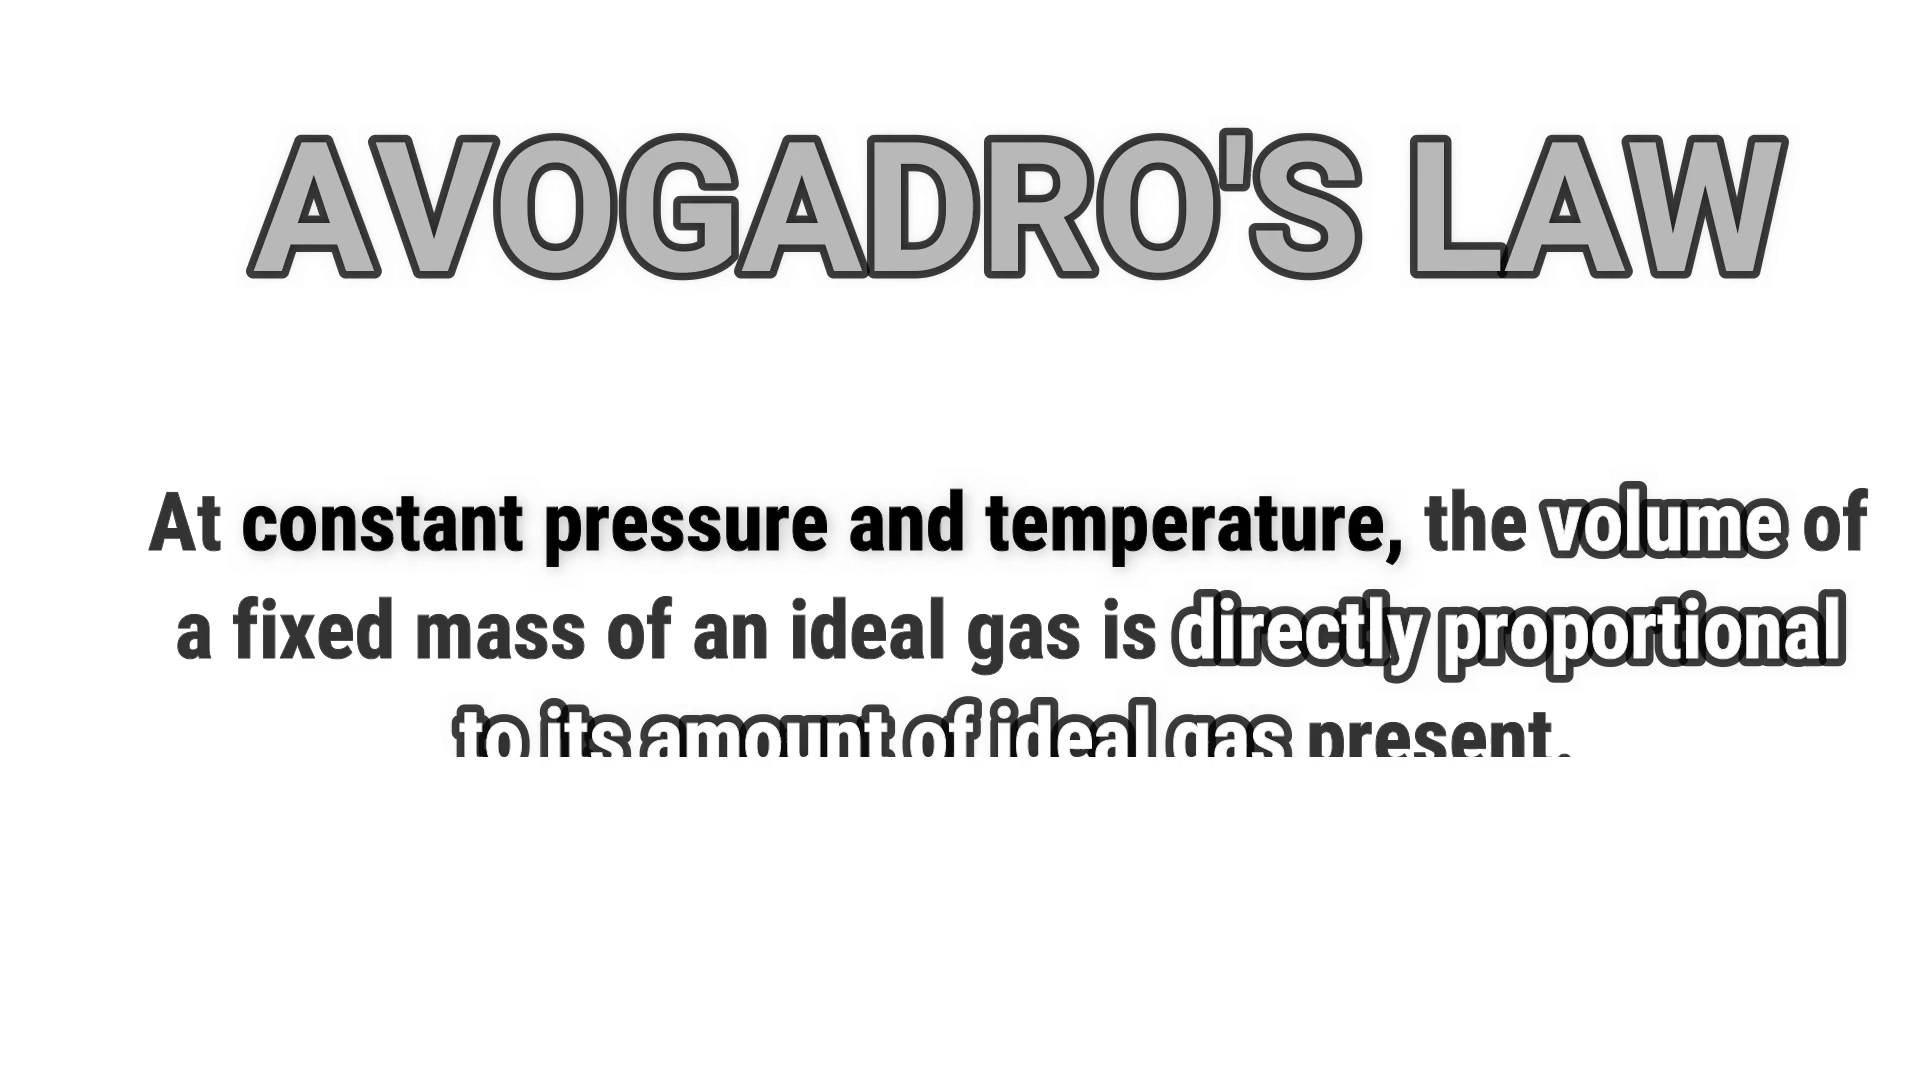 AVOGADRO'S LAW
At constant pressure and temperature, the volume of
a fixed mass of an ideal gas is directly proportional
to its amount of ideal gas present.